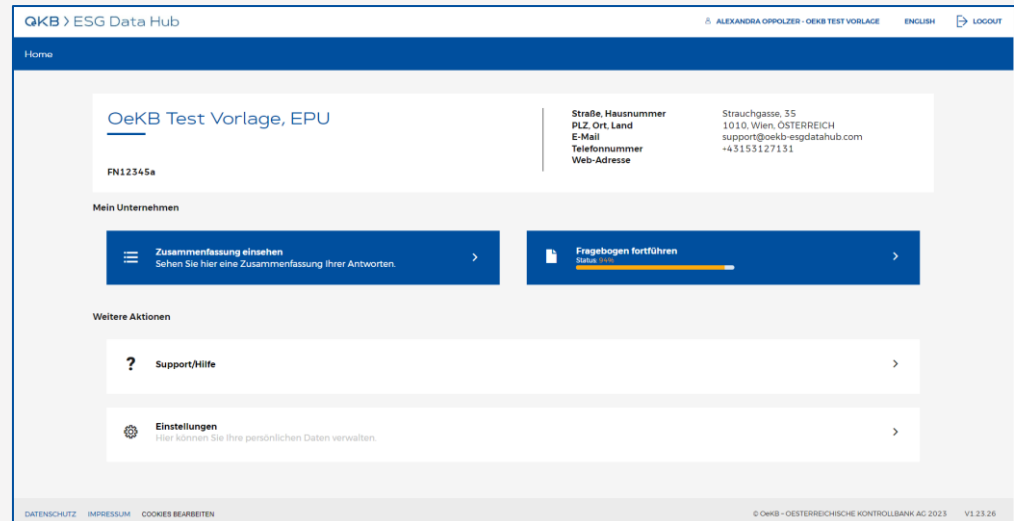 OKB > ESG Data Hub
ALEXANDRA OPPOLZER - OEKB TEST VORLAGE ENGLISH LOGOUT
Home
OeKB Test Vorlage, EPU
FN12345a
Straße, Hausnummer Strauchgasse, 35
PLZ, Ort, Land 1010, Wien, ÖSTERREICH
E-Mail support@oekb-esgdatahub.com
Telefonnummer +43153127131
Web-Adresse
Mein Unternehmen
Zusammenfassung einsehen
Sehen Sie hier eine Zusammenfassung Ihrer Antworten.
Fragebogen fortführen
Status: 94%
Weitere Aktionen
Support/Hilfe
Einstellungen
Hier können Sie Ihre persönlichen Daten verwalten
DATENSCHUTZ IMPRESSUM COOKIES BEARBEITEN © OeKB - OESTERREICHISCHE KONTROLLBANK AG 2023 V1.23.26